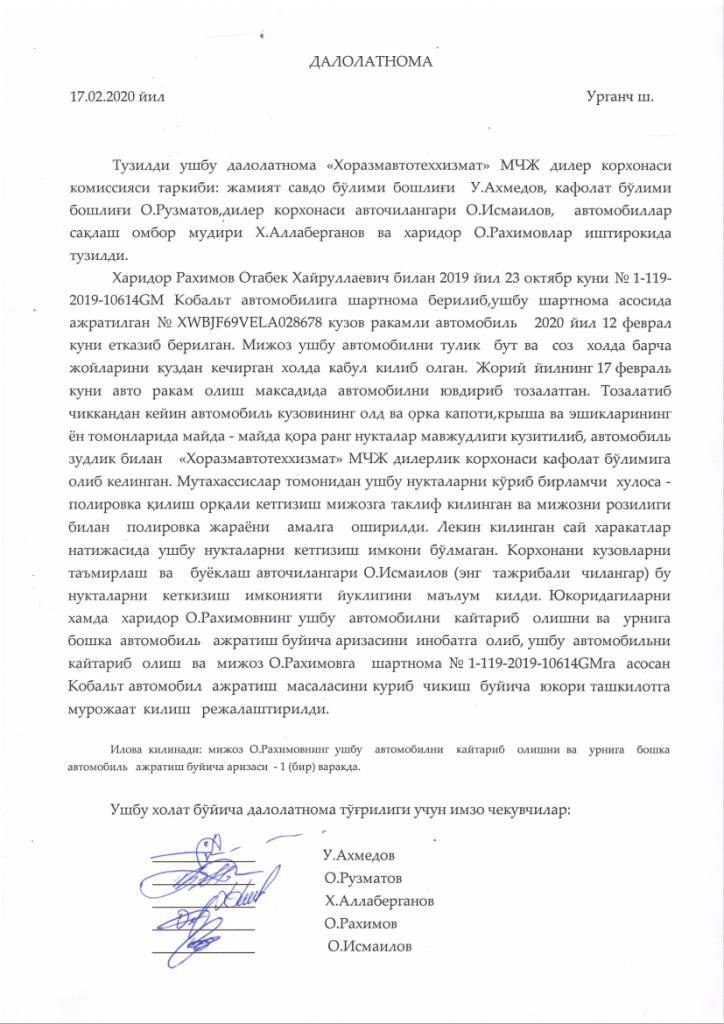 ДАЛОЛАТНОМА
17.02.2020 йил Урганч ш.
Тузилди ушбу далолатнома «Хоразмавтотеххизмат» МЧЖ дилер корхонаси
комиссияси таркиби: жамият савдо бўлими бошлиғи У.Ахмедов, кафолат бўлими
бошлиғи О.Рузматов,дилер корхонаси авточилангари О.Исмаилов, автомобиллар
сақлаш омбор мудири Х.Аллаберганов ва харидор О.Рахимовлар иштирокида
тузилди.
Харидор Рахимов Отабек Хайруллаевич билан 2019 йил 23 октябр куни № 1-119-
2019-10614GM Кобальт автомобилига шартнома берилиб,ушбу шартнома асосида
ажратилган № XWBJF69VELA028678 кузов ракамли автомобиль 2020 йил 12 феврал
куни етказиб берилган. Мижоз ушбу автомобилни тулик бут ва соз холда барча
жойларини куздан кечирган холда кабул килиб олган. Жорий йилнинг 17 февраль
куни авто ракам олиш максадида автомобилни ювдириб тозалатган. Тозалатиб
чиккандан кейин автомобиль кузовининг олд ва орка капоти,крыша ва эшикларининг
ён томонларида майда - майда қора ранг нукталар мавжудлиги кузитилиб, автомобиль
зудлик билан «Хоразмавтотеххизмат» МЧЖ дилерлик корхонаси кафолат бўлимига
олиб келинган. Мутахассислар томонидан ушбу нукталарни кўриб бирламчи хулоса -
полировка қилиш орқали кетгизиш мижозга таклиф килинган ва мижозни розилиги
билан полировка жараёни амалга оширилди. Лекин килинган сай харакатлар
натижасида ушбу нукталарни кетгизиш имкони бўлмаган. Корхонани кузовларни
таъмирлаш ва буёклаш авточилангари О.Исмаилов (энг тажрибали чилангар) бу
нукталарни кеткизиш имконияти йуклигини маълум килди. Юкоридагиларни
хамда харидор О.Рахимовнинг ушбу автомобилни кайтариб олишни ва урнига
бошка автомобиль ажратиш буйича аризасини инобатга олиб, ушбу автомобильни
кайтариб олиш ва мижоз О.Рахимовга шартнома № 1-119-2019-10614GMга асосан
Кобальт автомобил ажратиш масаласини куриб чикиш буйича юкори ташкилотга
мурожаат килиш режалаштирилди.
Илова килинади: мижоз О.Рахимовнинг ушбу автомобилни кайтариб олишни ва урнига бошка
автомобиль ажратиш буйича аризаси - 1 (бир) варакда.
Ушбу холат бўйича далолатнома тўғрилиги учун имзо чекувчилар:
У.Ахмедов
О.Рузматов
Х.Аллаберганов
О.Рахимов
О.Исмаилов